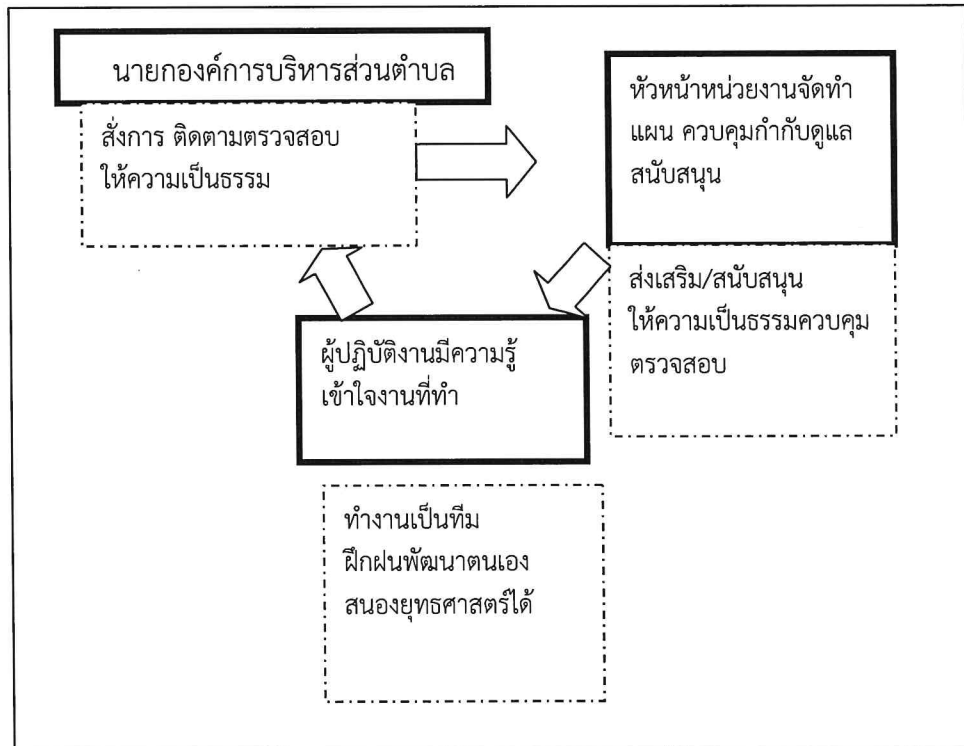 นายกองค์การบริหารส่วนตำบล
สั่งการ ติดตามตรวจสอบ
ให้ความเป็นธรรม
หัวหน้าหน่วยงานจัดทำ
แผน ควบคุมกำกับดูแล
สนับสนุน
ส่งเสริม/สนับสนุน
ให้ความเป็นธรรมควบคุม
ตรวจสอบ
ผู้ปฏิบัติงานมีความรู้
เข้าใจงานที่ทำ
ทำงานเป็นทีม
ฝึกฝนพัฒนาตนเอง
สนองยุทธศาสตร์ได้